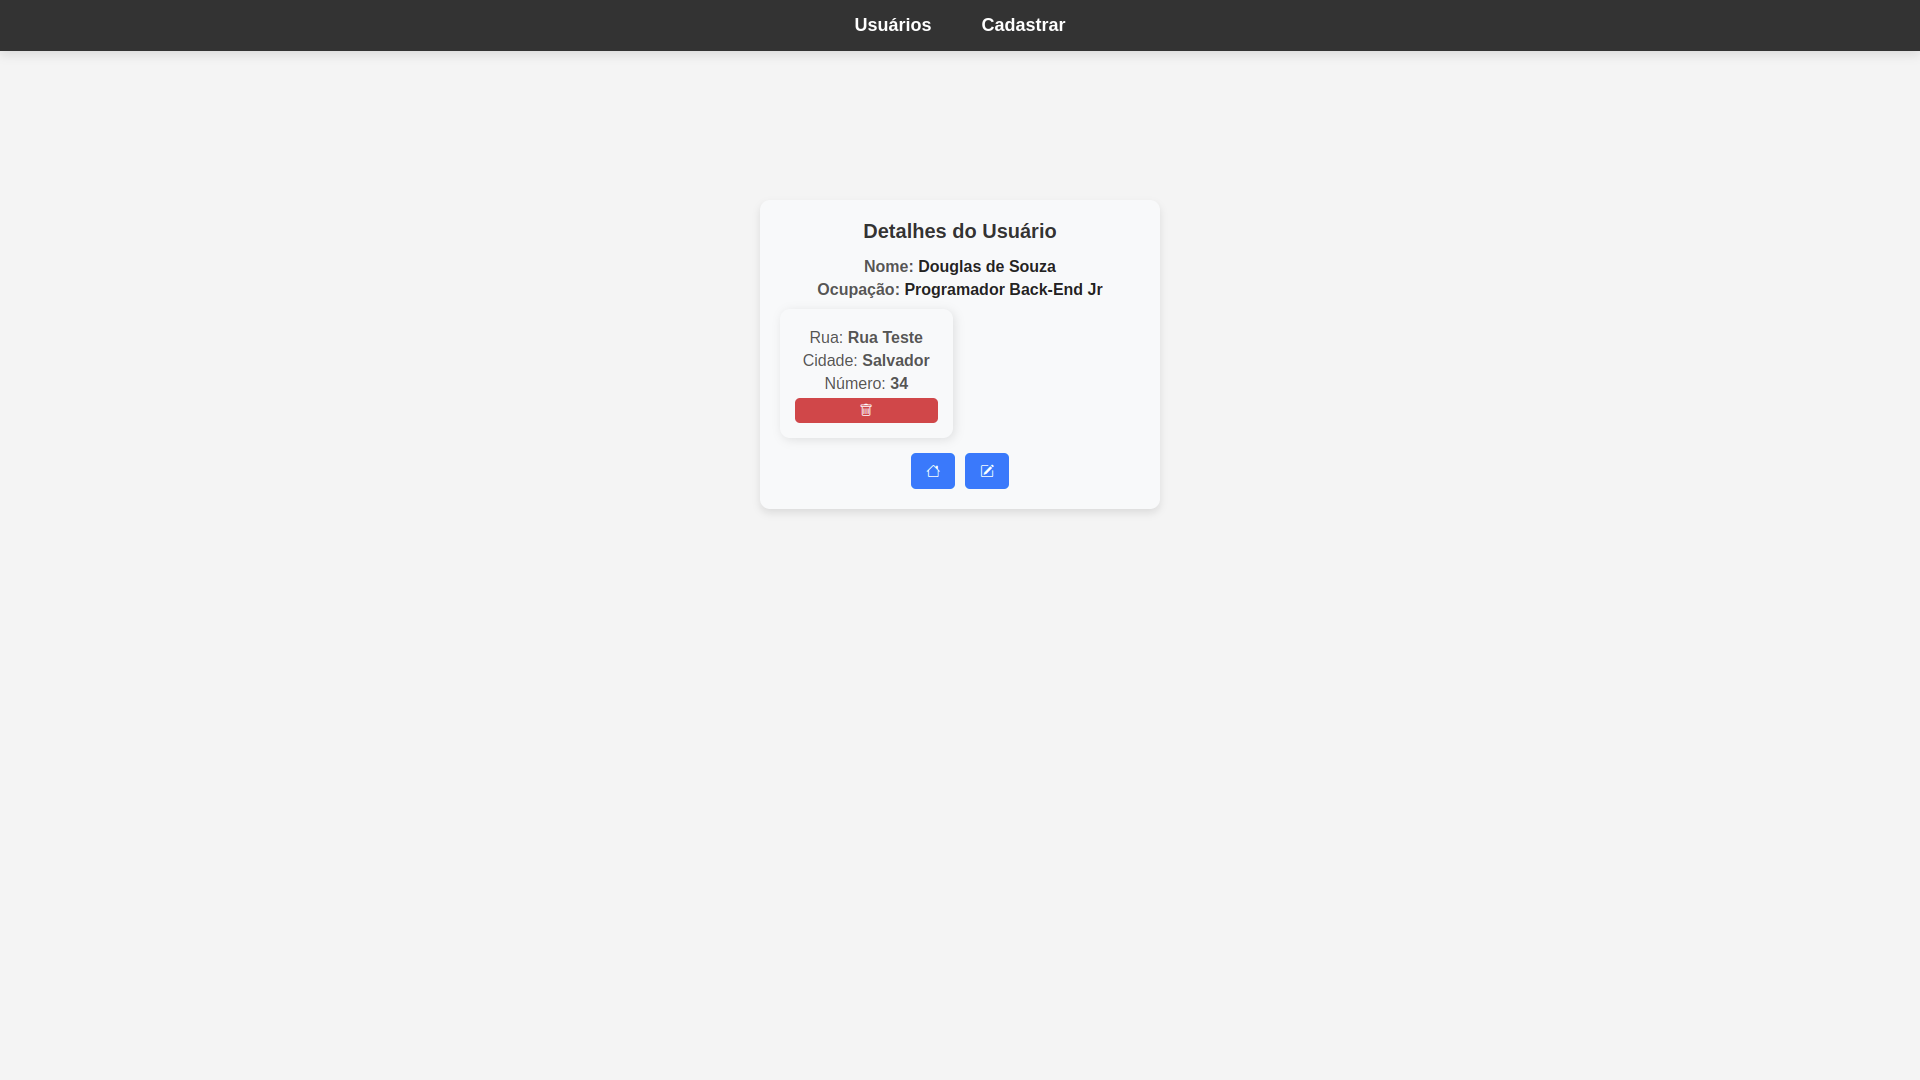 Usuários Cadastrar
Detalhes do Usuário
Nome: Douglas de Souza
Ocupação: Programador Back-End Jr
Rua: Rua Teste
Cidade: Salvador
Número: 34